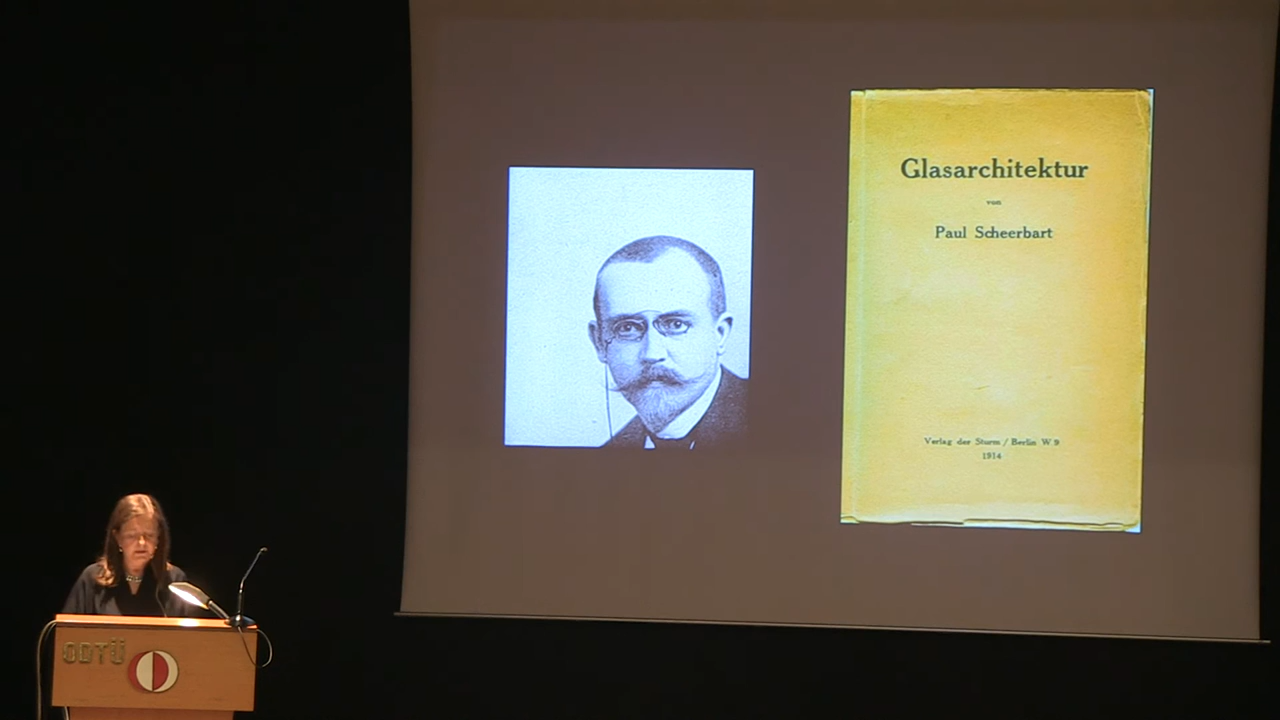 Glasarchitektur
von
Paul Scheerbart
Verlag der Sturm / Berlin W.9
1914
ODTÜ